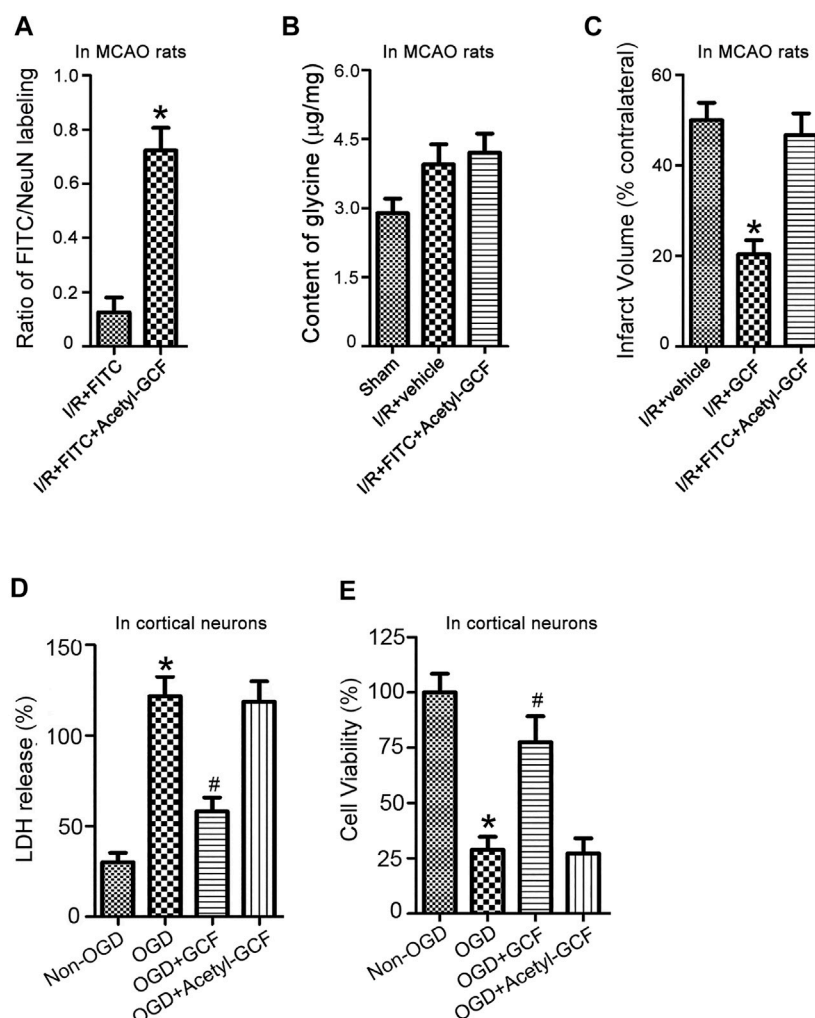 A
In MCAO rats
Ratio of FITC/NeuN labeling
1.0
0.8
0.6
0.4
0.2
0
*
I/R+FITC
I/R+FITC+Acetyl-GCF
B
In MCAO rats
Content of glycine (µg/mg)
6.0
4.5
3.0
1.5
0
Sham
I/R+vehicle
I/R+FITC+Acetyl-GCF
C
In MCAO rats
Infarct Volume (% contralateral)
60
40
20
0
*
I/R+vehicle
I/R+GCF
I/R+FITC+Acetyl-GCF
D
In cortical neurons
LDH release (%)
150
100
50
0
*
#
Non-OGD
OGD
OGD+GCF
OGD+Acetyl-GCF
E
In cortical neurons
Cell Viability (%)
125
100
75
50
25
0
*
#
Non-OGD
OGD
OGD+GCF
OGD+Acetyl-GCF